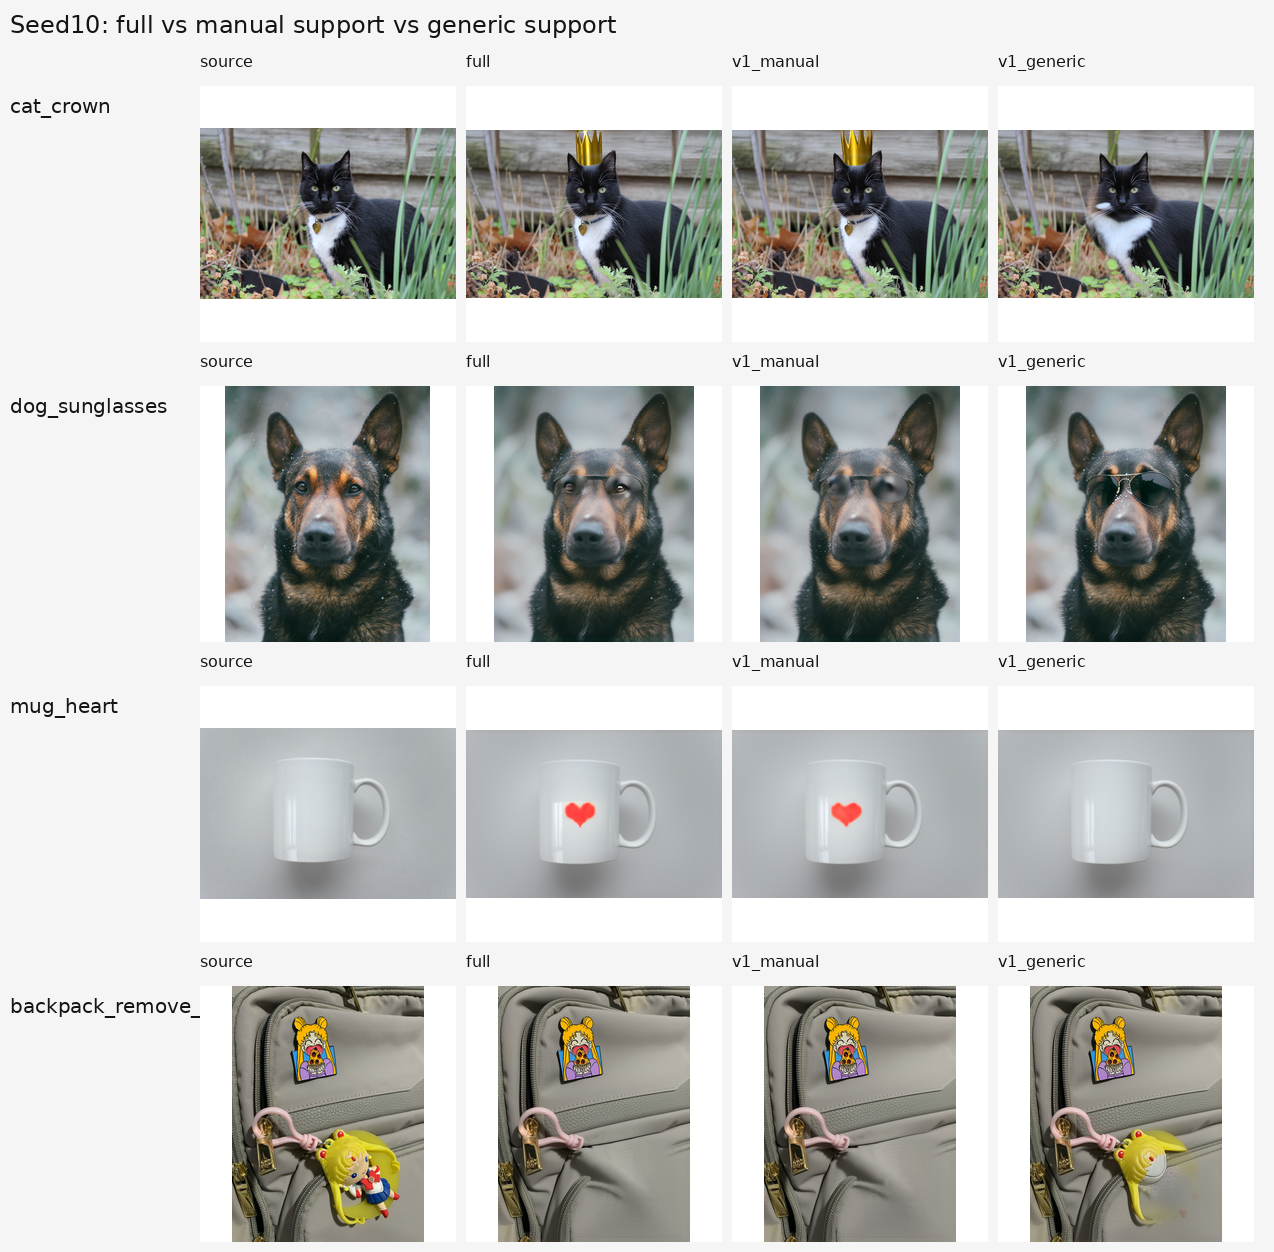 Seed10: full vs manual support vs generic support
source full v1_manual v1_generic
cat_crown
source full v1_manual v1_generic
dog_sunglasses
source full v1_manual v1_generic
mug_heart
source full v1_manual v1_generic
backpack_remove_